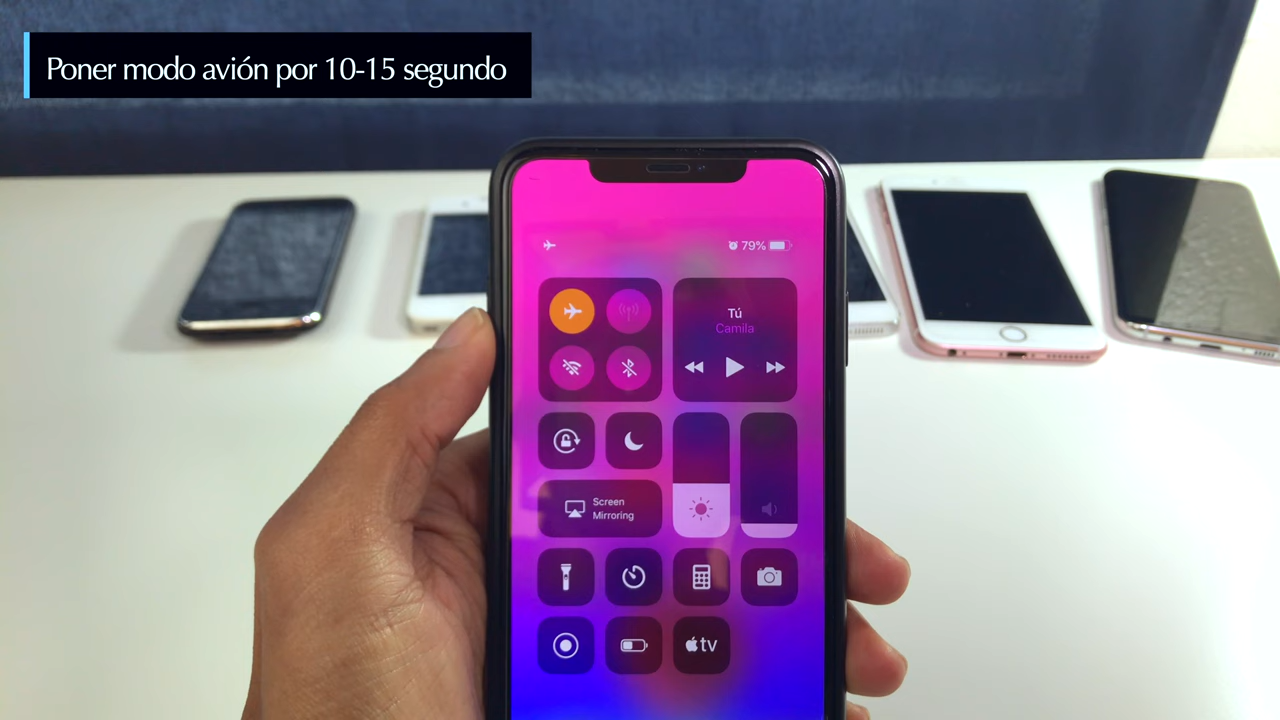 Poner modo avión por 10-15 segundo
79%
Tú
Camila
Screen
Mirroring
tv